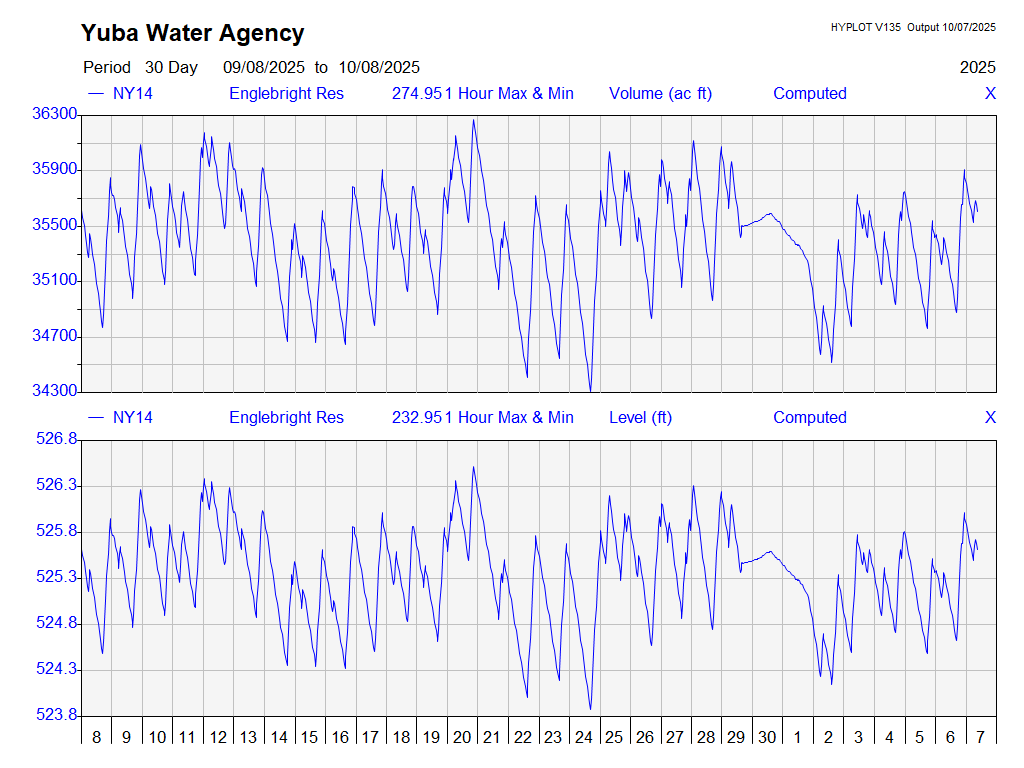 Yuba Water Agency
HYPLOT V135 Output 10/07/2025
Period 30 Day 09/08/2025 to 10/08/2025 2025
NY14 Englebright Res 274.951 Hour Max & Min Volume (ac ft) Computed X
36300
35900
35500
35100
34700
34300
NY14 Englebright Res 232.951 Hour Max & Min Level (ft) Computed X
526.8
526.3
525.8
525.3
524.8
524.3
523.8
8 9 10 11 12 13 14 15 16 17 18 19 20 21 22 23 24 25 26 27 28 29 30 1 2 3 4 5 6 7